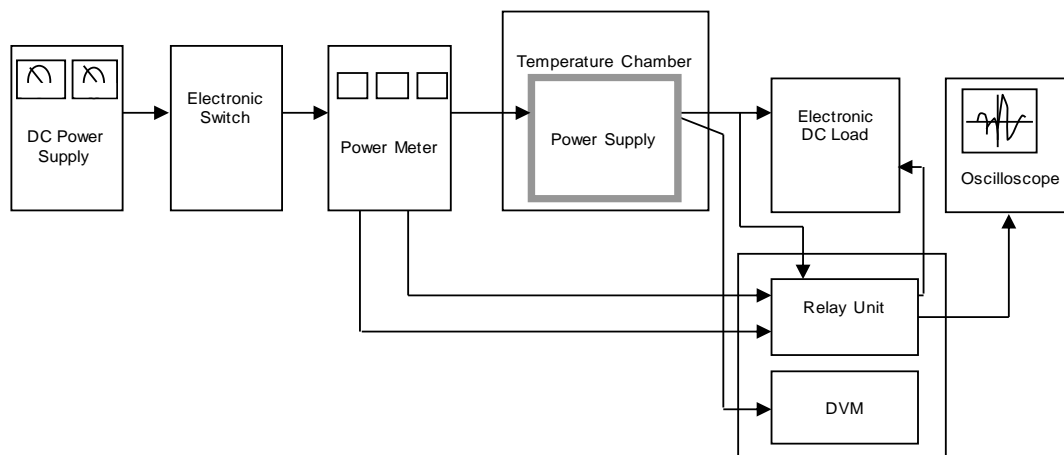 DC Power
Supply
Electronic
Switch
Power Meter
Temperature Chamber
Power Supply
Electronic
DC Load
Oscilloscope
Relay Unit
DVM